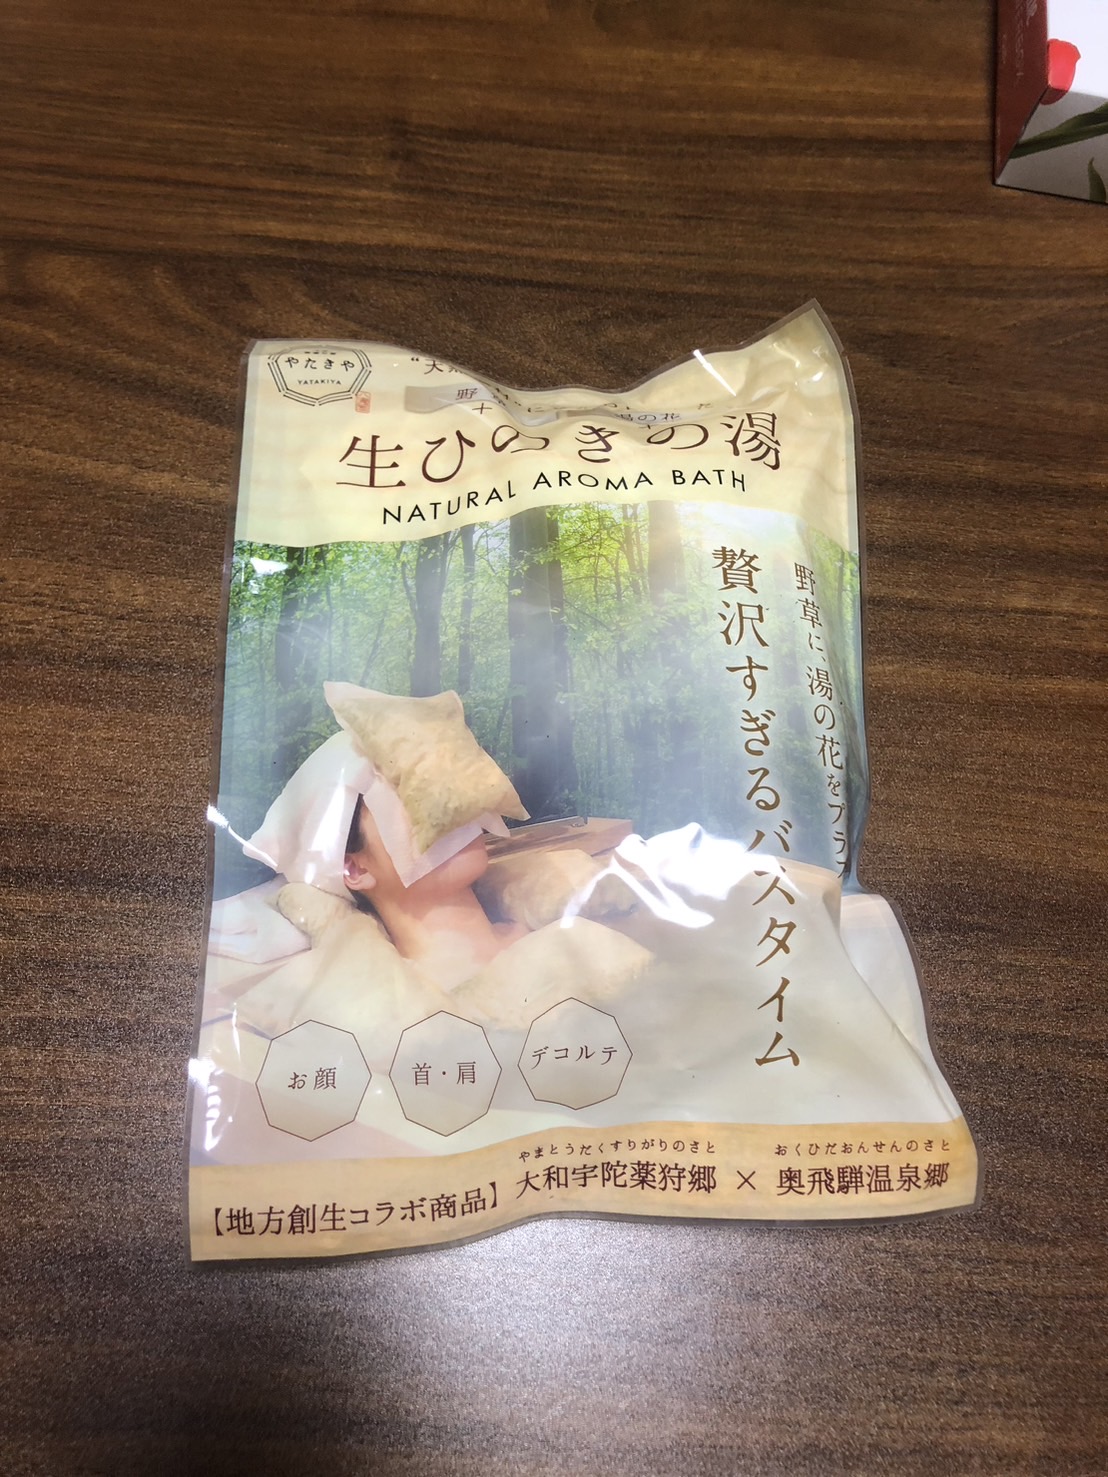 やたきや
YATAKIYA
生ひのきの湯
NATURAL AROMA BATH
野草に、湯の花をプラ
贅沢すぎるバスタイム
お顔
首・肩
デコルテ
やまとうだくすりがりのさと
おくひだおんせんのさと
【地方創生コラボ商品】大和宇陀薬狩郷 × 奥飛騨温泉郷